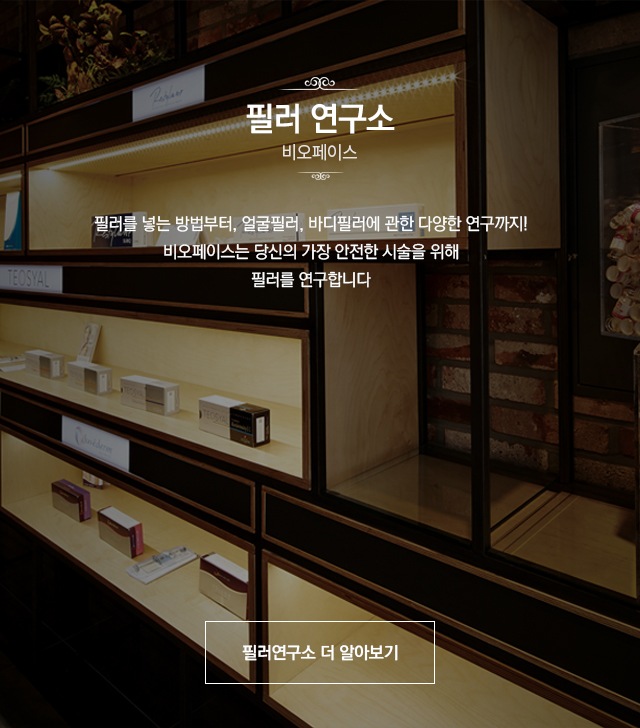 필러 연구소
비오페이스
필러를 넣는 방법부터, 얼굴필러, 바디필러에 관한 다양한 연구까지!
비오페이스는 당신의 가장 안전한 시술을 위해
필러를 연구합니다
TEOSYAL
필러연구소 더 알아보기